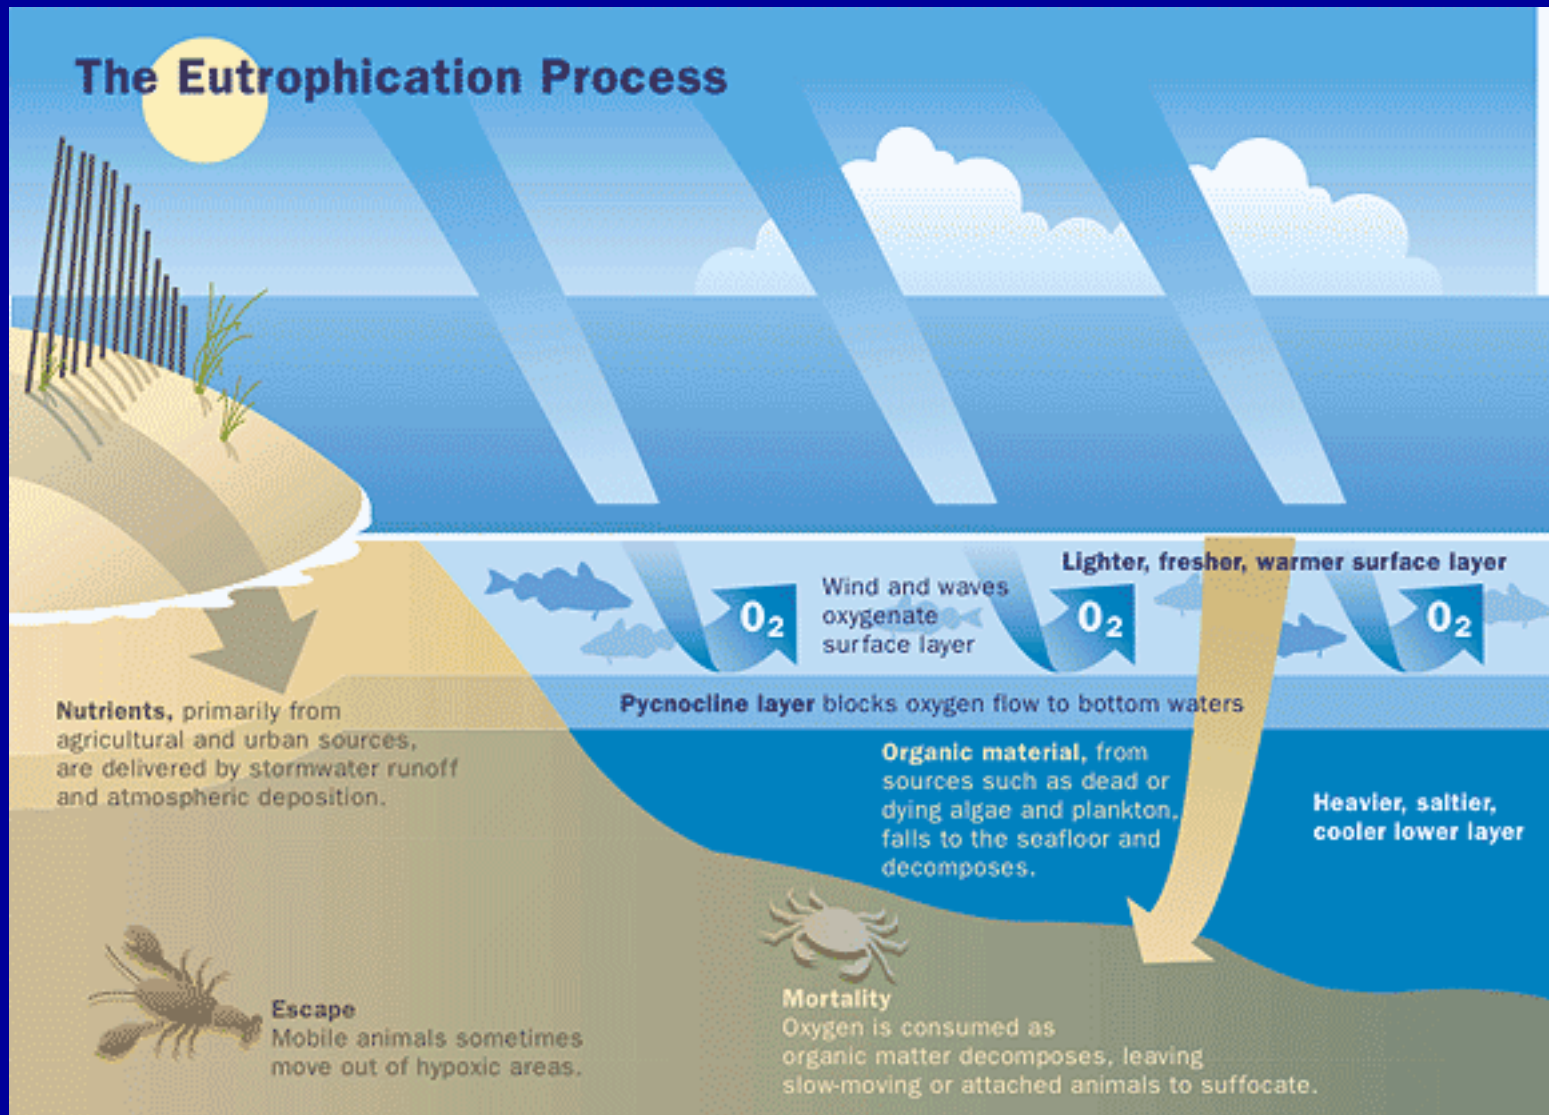 The Eutrophication Process
Lighter, fresher, warmer surface layer
Wind and waves
oxygenate
surface layer
O₂
O₂
O₂
Pycnocline layer blocks oxygen flow to bottom waters
Nutrients, primarily from
agricultural and urban sources,
are delivered by stormwater runoff
and atmospheric deposition.
Organic material, from
sources such as dead or
dying algae and plankton,
falls to the seafloor and
decomposes.
Heavier, saltier,
cooler lower layer
Escape
Mobile animals sometimes
move out of hypoxic areas.
Mortality
Oxygen is consumed as
organic matter decomposes, leaving
slow-moving or attached animals to suffocate.